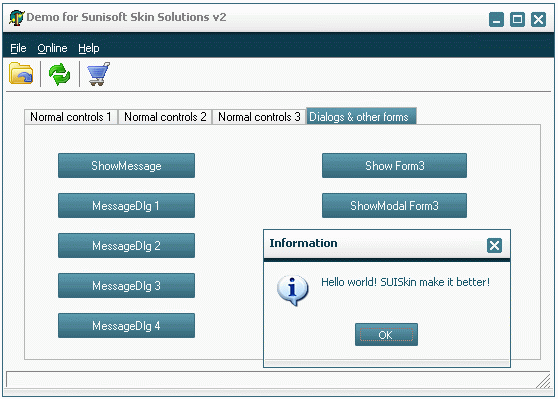 Demo for Sunisoft Skin Solutions v2
File Online Help
Normal controls 1 Normal controls 2 Normal controls 3 Dialogs & other forms
ShowMessage Show Form3
MessageDlg 1 ShowModal Form3
MessageDlg 2
Information
MessageDlg 3
Hello world! SUISkin make it better!
MessageDlg 4
OK